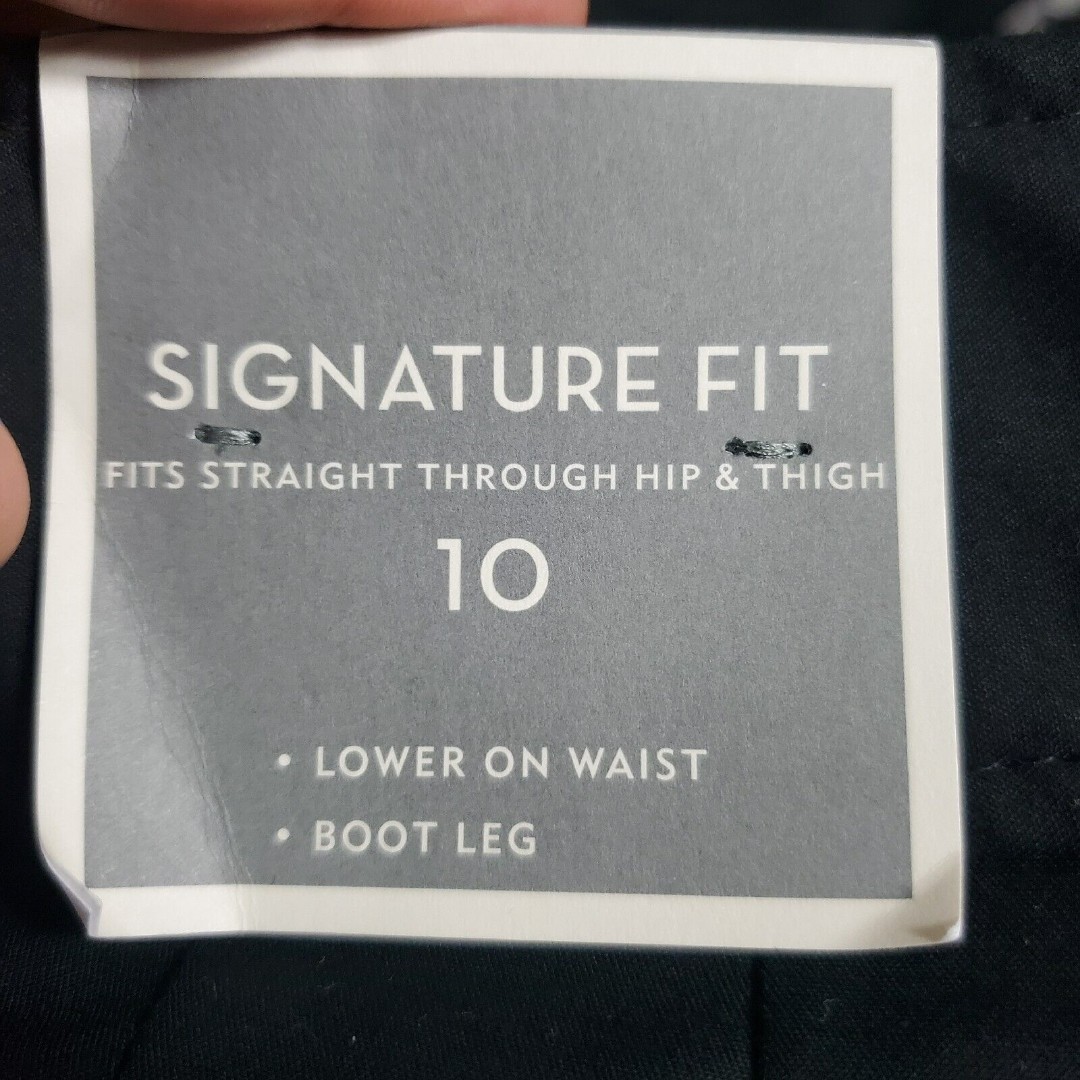 SIGNATURE FIT
FITS STRAIGHT THROUGH HIP & THIGH
10
• LOWER ON WAIST
• BOOT LEG